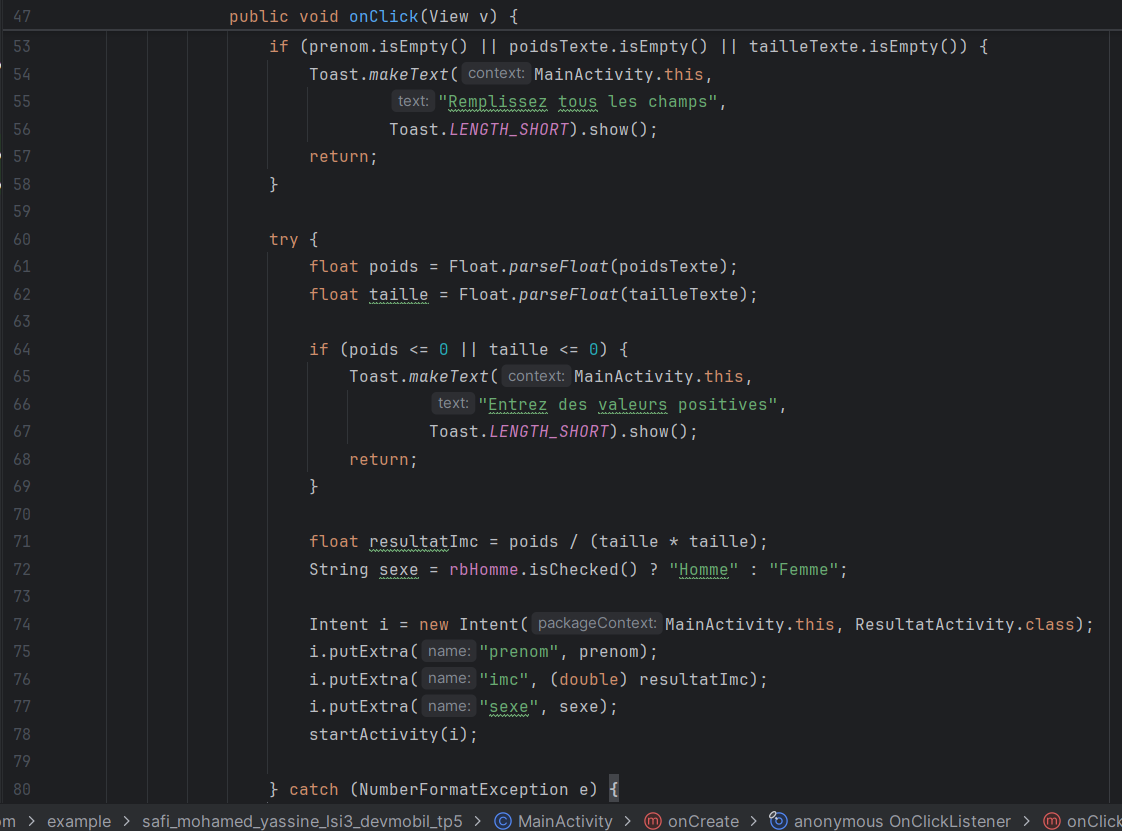 47 public void onClick(View v) {
53 if (prenom.isEmpty() || poidsTexte.isEmpty() || tailleTexte.isEmpty()) {
54 Toast.makeText( context: MainActivity.this,
55 text: "Remplissez tous les champs",
56 Toast.LENGTH_SHORT).show();
57 return;
58 }
59
60 try {
61 float poids = Float.parseFloat(poidsTexte);
62 float taille = Float.parseFloat(tailleTexte);
63
64 if (poids <= 0 || taille <= 0) {
65 Toast.makeText( context: MainActivity.this,
66 text: "Entrez des valeurs positives",
67 Toast.LENGTH_SHORT).show();
68 return;
69 }
70
71 float resultatImc = poids / (taille * taille);
72 String sexe = rbHomme.isChecked() ? "Homme" : "Femme";
73
74 Intent i = new Intent( packageContext: MainActivity.this, ResultatActivity.class);
75 i.putExtra( name: "prenom", prenom);
76 i.putExtra( name: "imc", (double) resultatImc);
77 i.putExtra( name: "sexe", sexe);
78 startActivity(i);
79
80 } catch (NumberFormatException e) {
om > example > safi_mohamed_yassine_lsi3_devmobil_tp5 > MainActivity > onCreate > anonymous OnClickListener > onClick